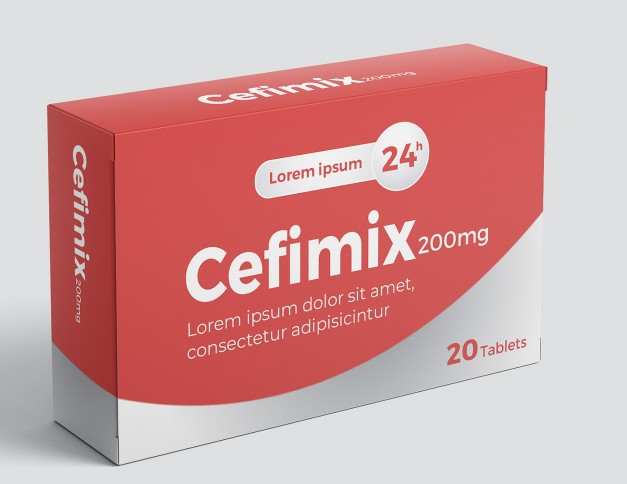 Cefimix 200mg
Cefimix 200mg
Lorem ipsum 24h
Cefimix 200mg
Lorem ipsum dolor sit amet,
consectetur adipisicintur
20 Tablets